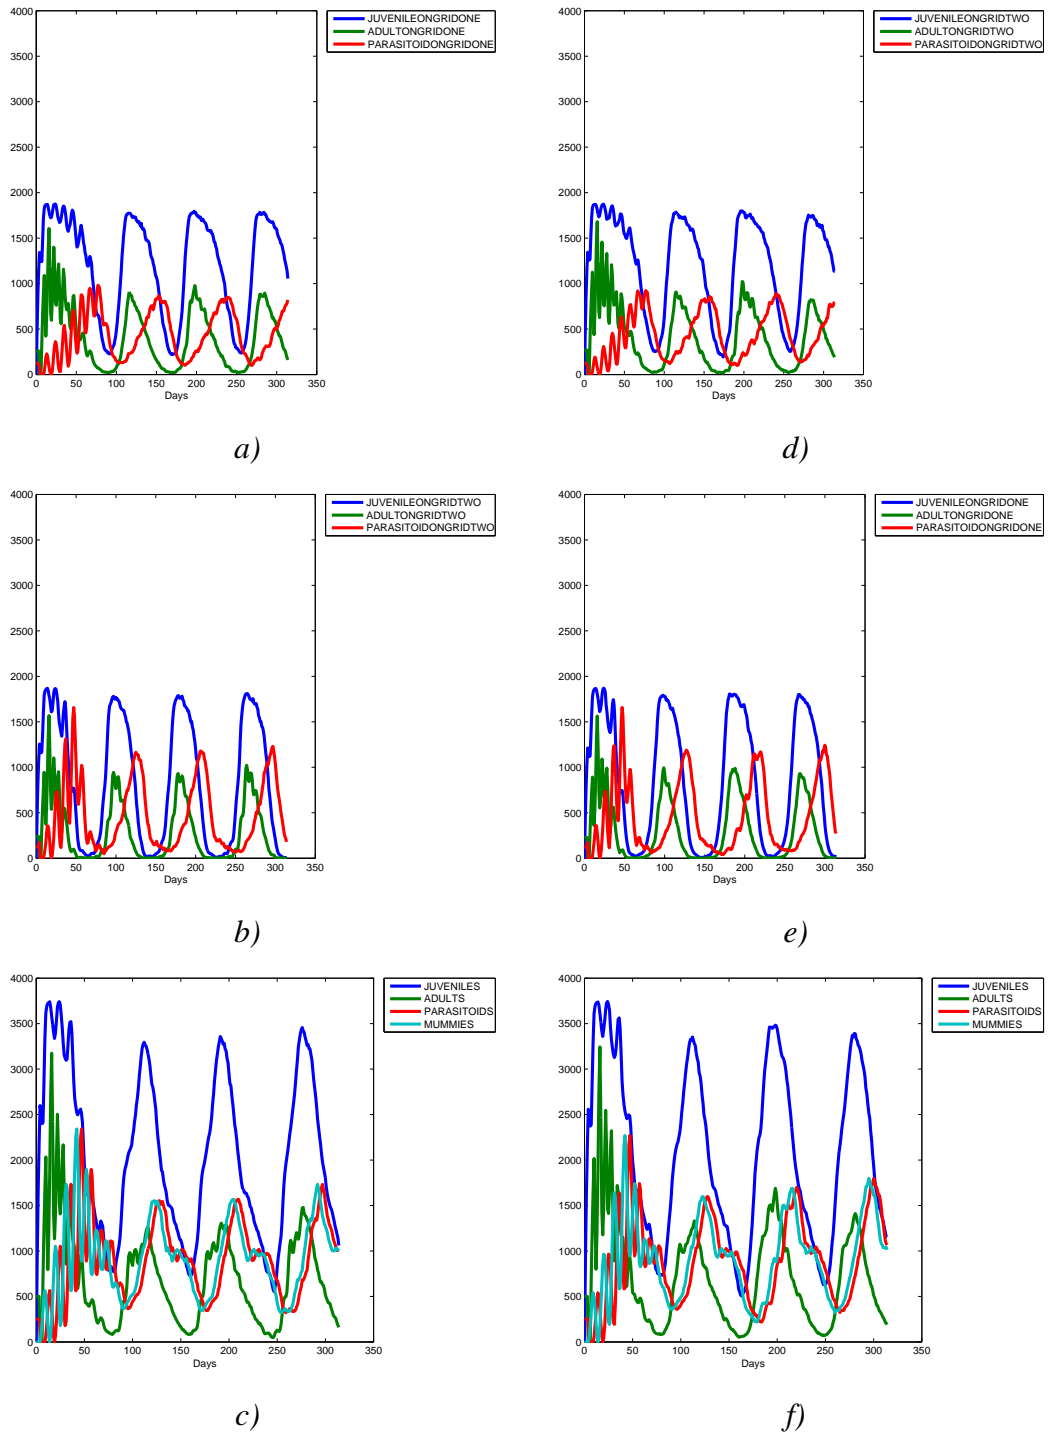 4000
3500
3000
2500
2000
1500
1000
500
0
0 50 100 150 200 250 300 350
Days
JUVENILEONGRIDONE
ADULTONGRIDONE
PARASITOIDONGRIDONE
a)
4000
3500
3000
2500
2000
1500
1000
500
0
0 50 100 150 200 250 300 350
Days
JUVENILEONGRIDTWO
ADULTONGRIDTWO
PARASITOIDONGRIDTWO
d)
4000
3500
3000
2500
2000
1500
1000
500
0
0 50 100 150 200 250 300 350
Days
JUVENILEONGRIDTWO
ADULTONGRIDTWO
PARASITOIDONGRIDTWO
b)
4000
3500
3000
2500
2000
1500
1000
500
0
0 50 100 150 200 250 300 350
Days
JUVENILEONGRIDONE
ADULTONGRIDONE
PARASITOIDONGRIDONE
e)
4000
3500
3000
2500
2000
1500
1000
500
0
0 50 100 150 200 250 300 350
Days
JUVENILES
ADULTS
PARASITOIDS
MUMMIES
c)
4000
3500
3000
2500
2000
1500
1000
500
0
0 50 100 150 200 250 300 350
Days
JUVENILES
ADULTS
PARASITOIDS
MUMMIES
f)